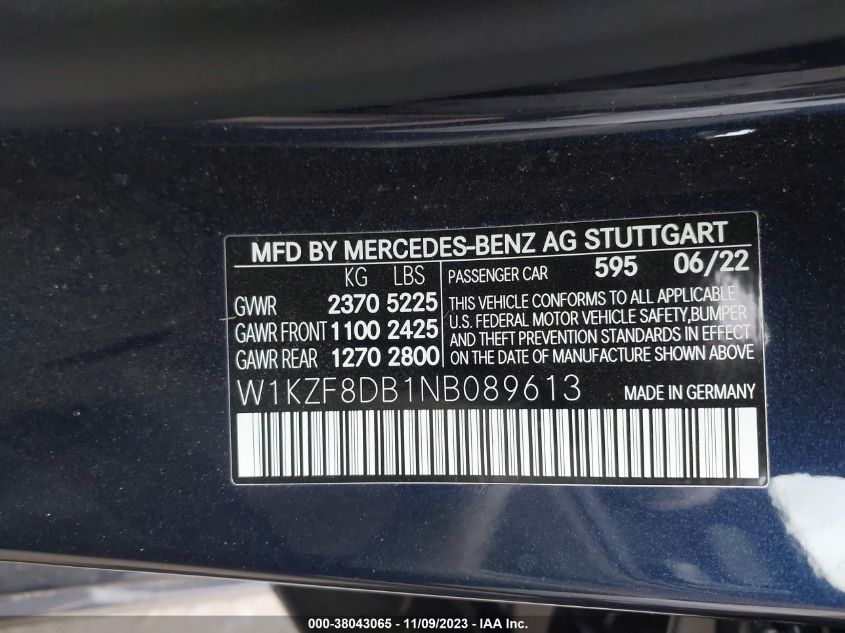 MFD BY MERCEDES-BENZ AG STUTTGART
KG LBS
GVWR 2370 5225
GAWR FRONT 1100 2425
GAWR REAR 1270 2800
PASSENGER CAR 595 06/22
THIS VEHICLE CONFORMS TO ALL APPLICABLE
U.S. FEDERAL MOTOR VEHICLE SAFETY,BUMPER
AND THEFT PREVENTION STANDARDS IN EFFECT
ON THE DATE OF MANUFACTURE SHOWN ABOVE
W1KZF8DB1NB089613 MADE IN GERMANY
000-38043065 - 11/09/2023 - IAA Inc.